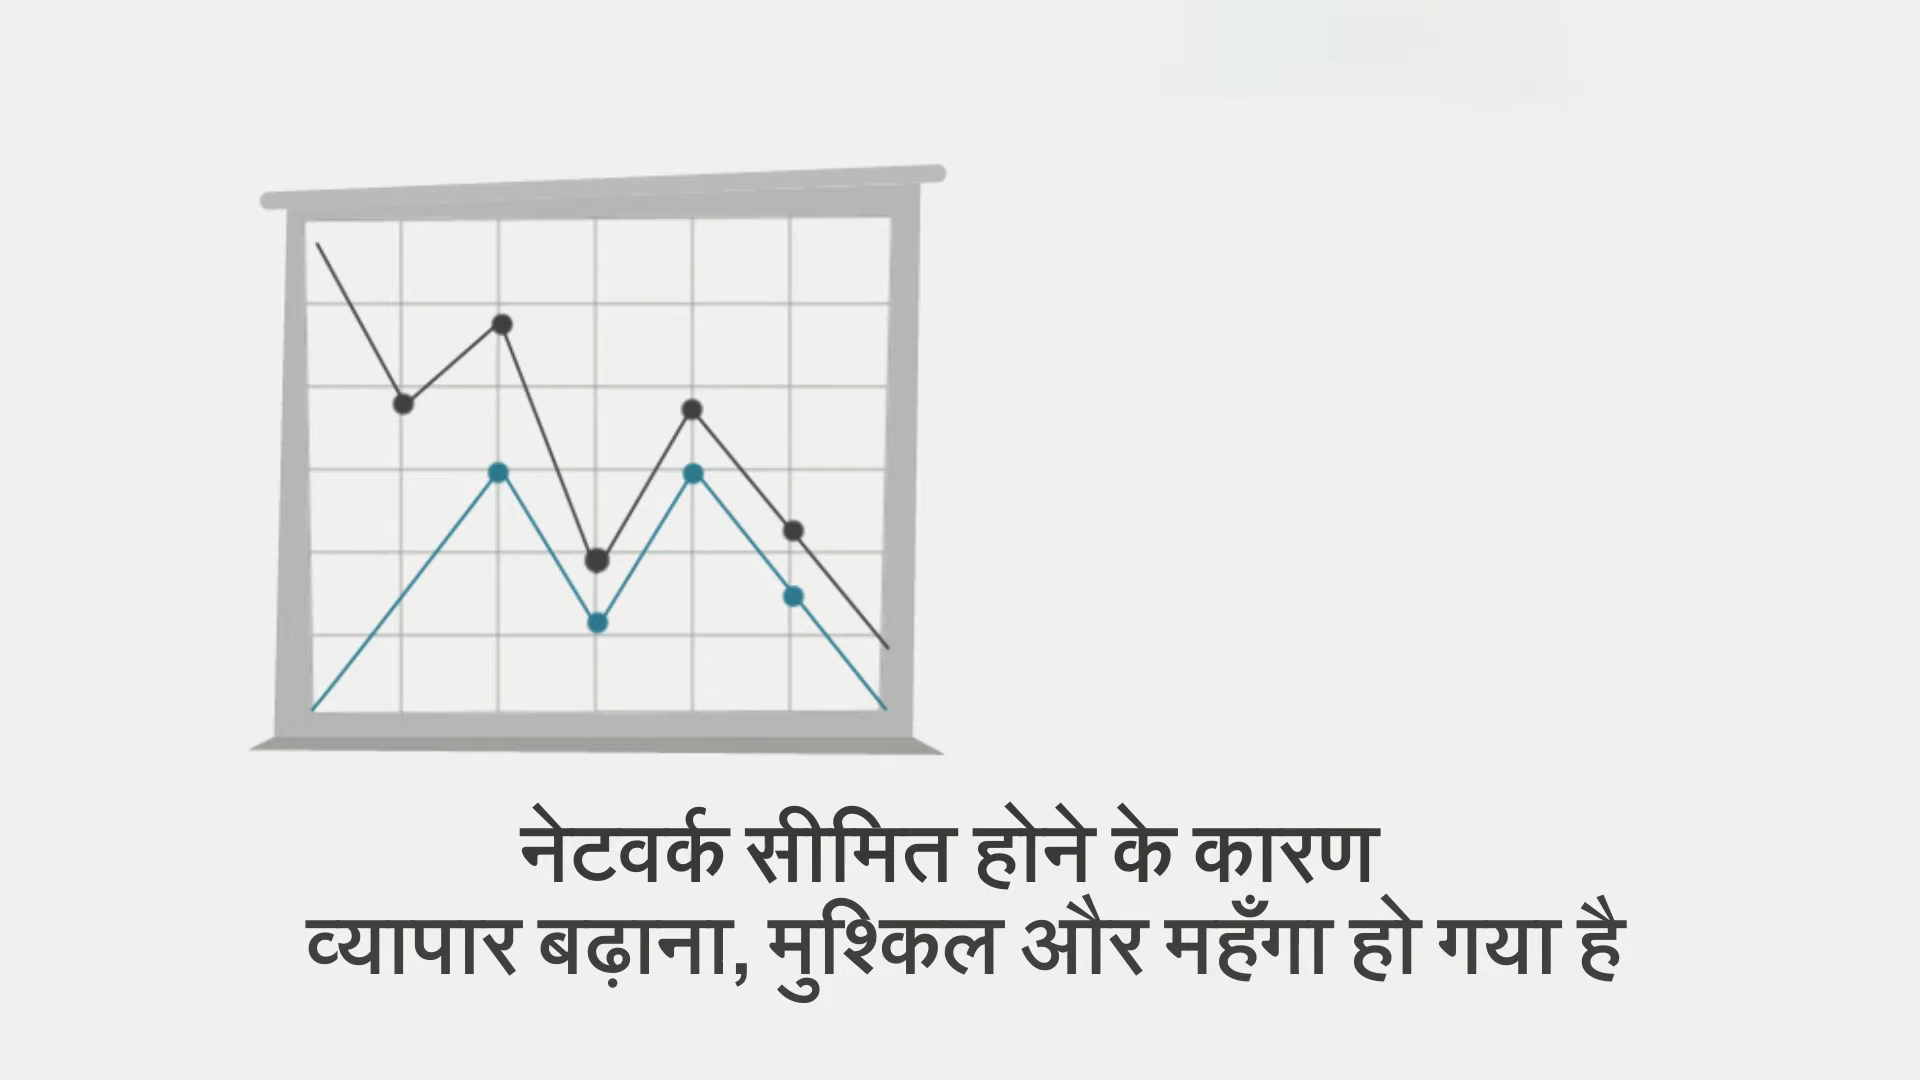 नेटवर्क सीमित होने के कारण
व्यापार बढ़ाना, मुश्किल और महँगा हो गया है